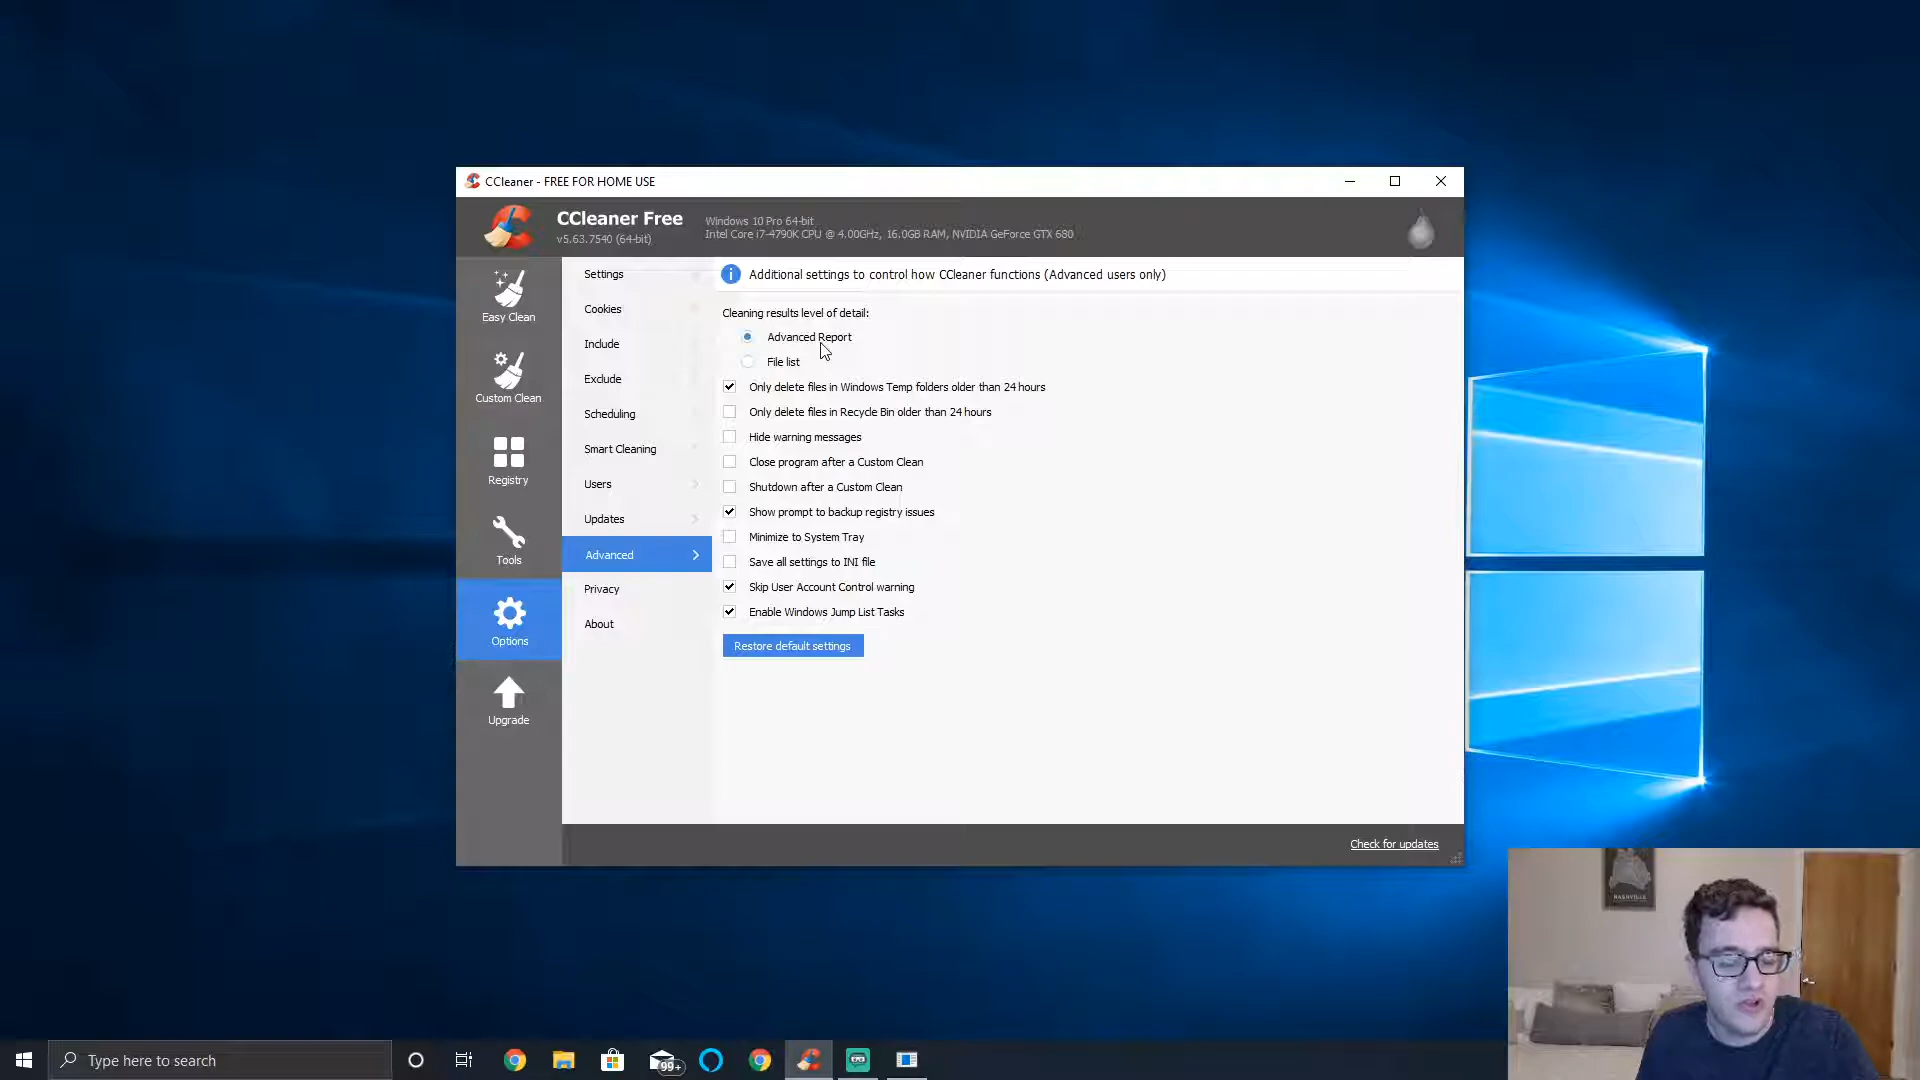 CCleaner - FREE FOR HOME USE
CCleaner Free
v5.63.7540 (64-bit)
Windows 10 Pro 64-bit
Intel Core i7-4790K CPU @ 4.00GHz, 16.0GB RAM, NVIDIA GeForce GTX 680
Easy Clean
Custom Clean
Registry
Tools
Options
Upgrade
Settings
Cookies
Include
Exclude
Scheduling
Smart Cleaning
Users
Updates
Advanced
Privacy
About
Additional settings to control how CCleaner functions (Advanced users only)
Cleaning results level of detail:
Advanced Report
File list
Only delete files in Windows Temp folders older than 24 hours
Only delete files in Recycle Bin older than 24 hours
Hide warning messages
Close program after a Custom Clean
Shutdown after a Custom Clean
Show prompt to backup registry issues
Minimize to System Tray
Save all settings to INI file
Skip User Account Control warning
Enable Windows Jump List Tasks
Restore default settings
Check for updates
NASHVILLE
Type here to search
99+